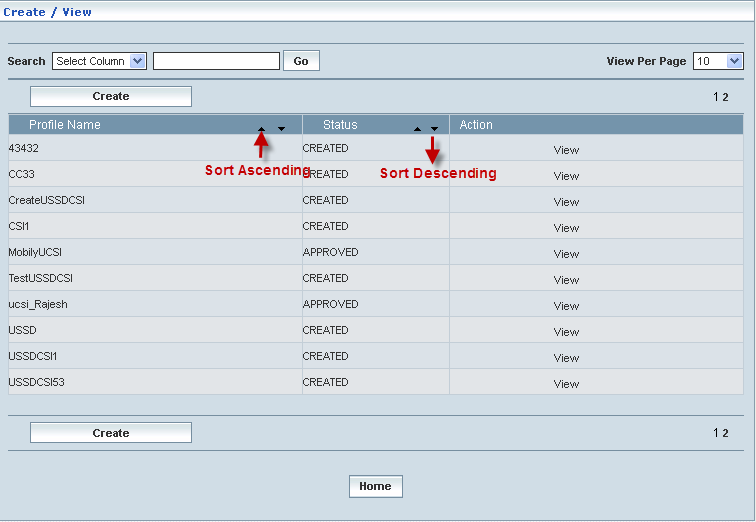 Create / View
Search Select Column Go View Per Page 10
Create 1 2
Profile Name Status Action
43432 CREATED View
Sort Ascending Sort Descending
CC33 CREATED View
CreateUSSDCSI CREATED View
CSI1 CREATED View
MobilyUCSI APPROVED View
TestUSSDCSI CREATED View
ucsi_Rajesh APPROVED View
USSD CREATED View
USSDCSI1 CREATED View
USSDCSI53 CREATED View
Create 1 2
Home